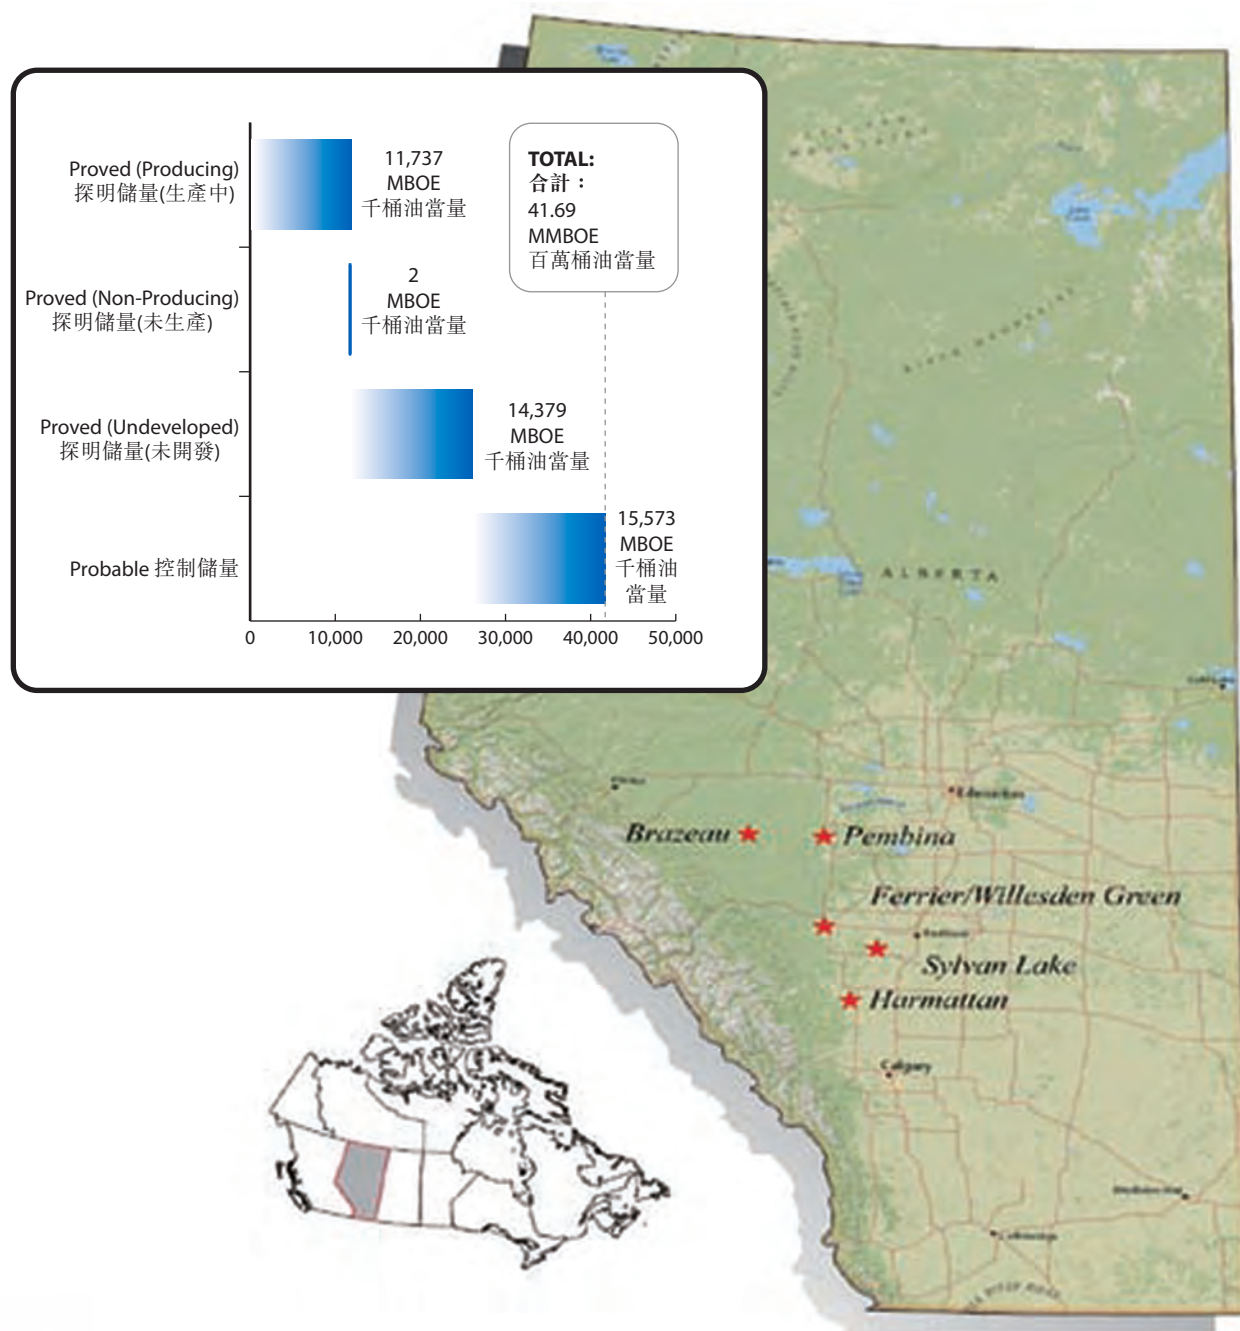 Proved (Producing)
探明儲量(生產中)
11,737
MBOE
千桶油當量
TOTAL:
合計：
41.69
MMBOE
百萬桶油當量
Proved (Non-Producing)
探明儲量(未生產)
2
MBOE
千桶油當量
Proved (Undeveloped)
探明儲量(未開發)
14,379
MBOE
千桶油當量
Probable 控制儲量
15,573
MBOE
千桶油
當量
0 10,000 20,000 30,000 40,000 50,000
ALBERTA
Edmonton
Brazeau
Pembina
Ferrier/Willesden Green
Sylvan Lake
Harmattan
Calgary